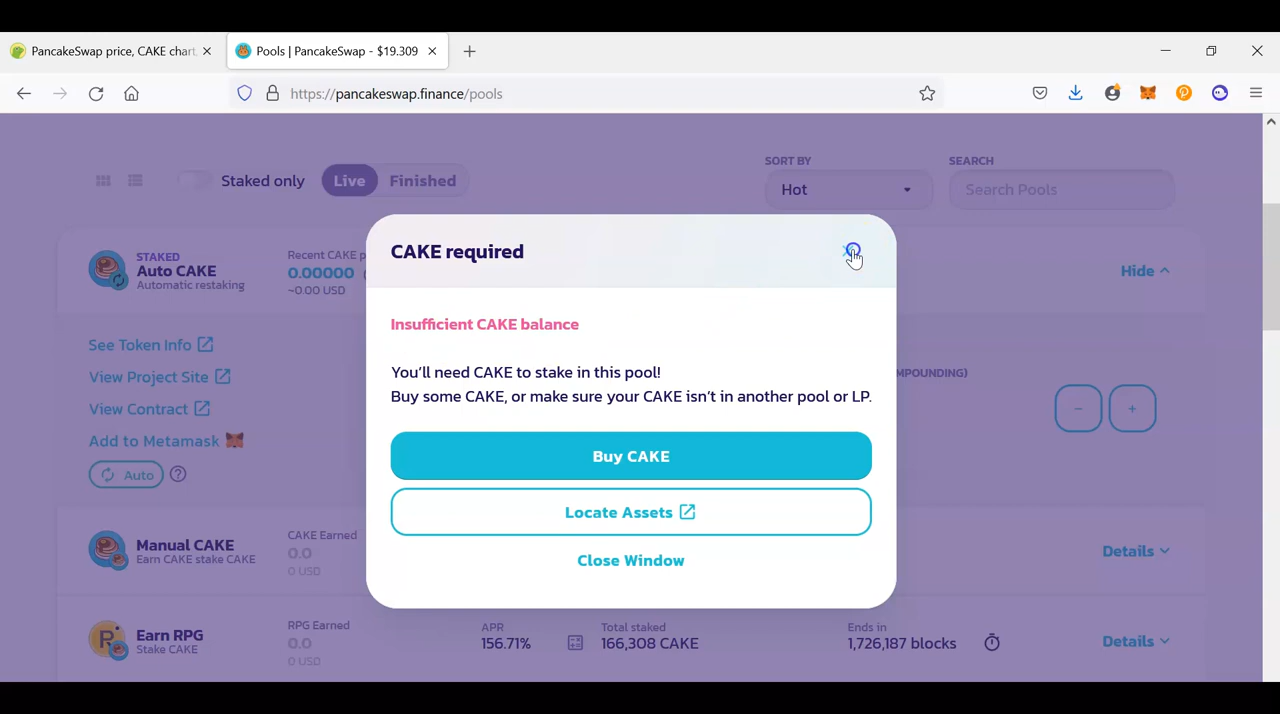 PancakeSwap price, CAKE chart,
Pools | PancakeSwap - $19.309
https://pancakeswap.finance/pools
Staked only
Live
Finished
SORT BY
Hot
SEARCH
Search Pools
STAKED
Auto CAKE
Automatic restaking
Recent CAKE p
0.00000
~0.00 USD
Hide
See Token Info
View Project Site
View Contract
Add to Metamask
Auto
MPOUNDING)
CAKE required
Insufficient CAKE balance
You'll need CAKE to stake in this pool!
Buy some CAKE, or make sure your CAKE isn't in another pool or LP.
Buy CAKE
Locate Assets
Close Window
Manual CAKE
Earn CAKE stake CAKE
CAKE Earned
0.0
0 USD
Details
Earn RPG
Stake CAKE
RPG Earned
0.0
0 USD
APR
156.71%
Total staked
166,308 CAKE
Ends in
1,726,187 blocks
Details